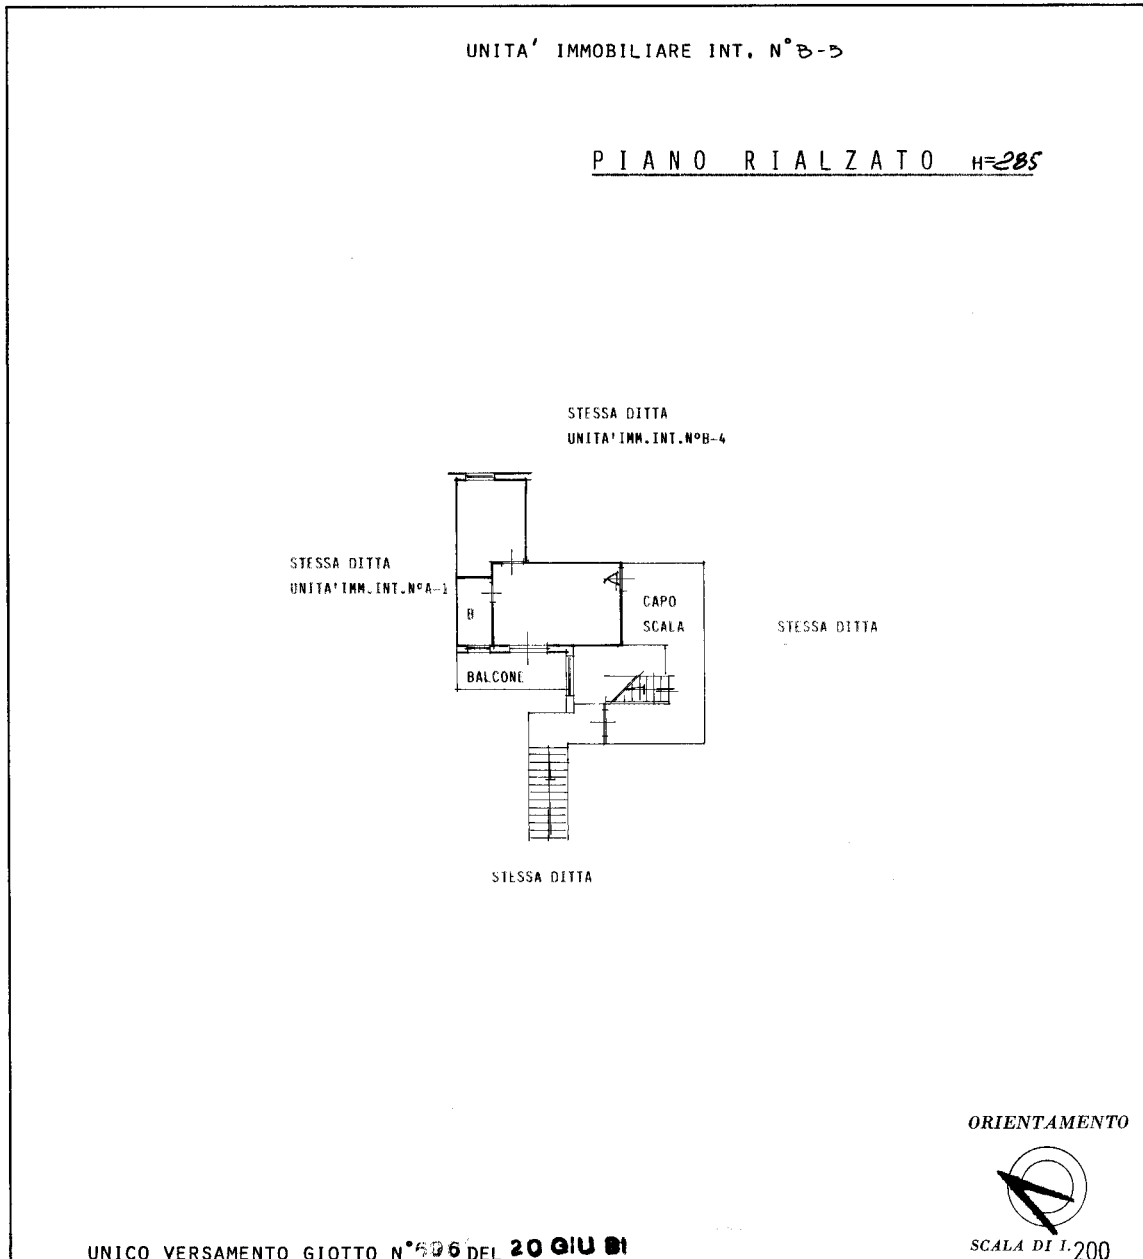 UNITA' IMMOBILIARE INT. N° B-5
PIANO RIALZATO H=285
STESSA DITTA
UNITA' IMM.INT.N°B-4
STESSA DITTA
UNITA' IMM.INT.N°A-1
B
CAPO
SCALA
STESSA DITTA
BALCONE
STESSA DITTA
ORIENTAMENTO
SCALA DI 1:200
UNICO VERSAMENTO GIOTTO N° DEL 20 GIU 81